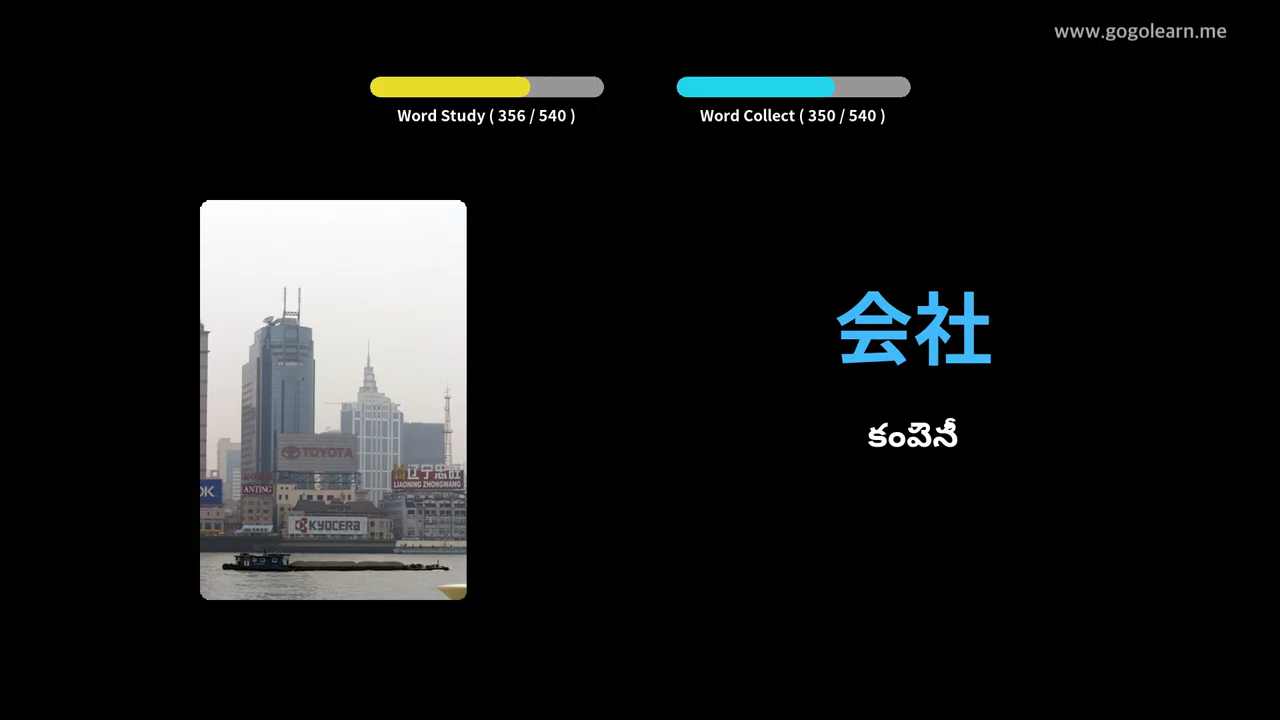 www.gogolearn.me
Word Study ( 356 / 540 )
Word Collect ( 350 / 540 )
会社
కంపెనీ
TOYOTA
辽宁忠旺
LIAONING ZHONGWANG
OK
ANTING
KYOCERA